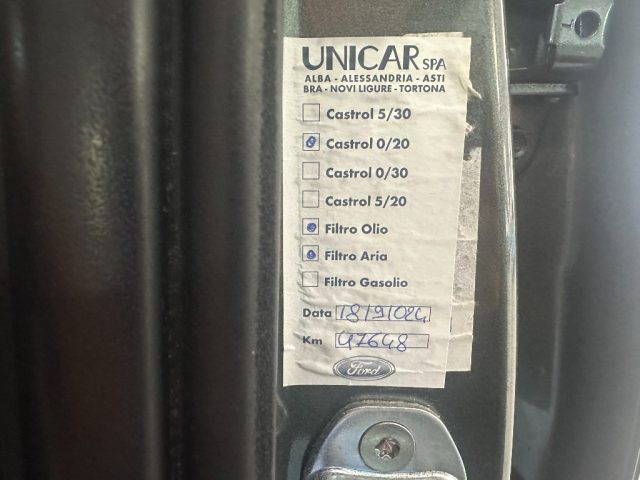 UNICAR SPA
ALBA - ALESSANDRIA - ASTI
BRA - NOVI LIGURE - TORTONA
Castrol 5/30
Castrol 0/20
Castrol 0/30
Castrol 5/20
Filtro Olio
Filtro Aria
Filtro Gasolio
Data 18/9/024
Km 47648
Ford